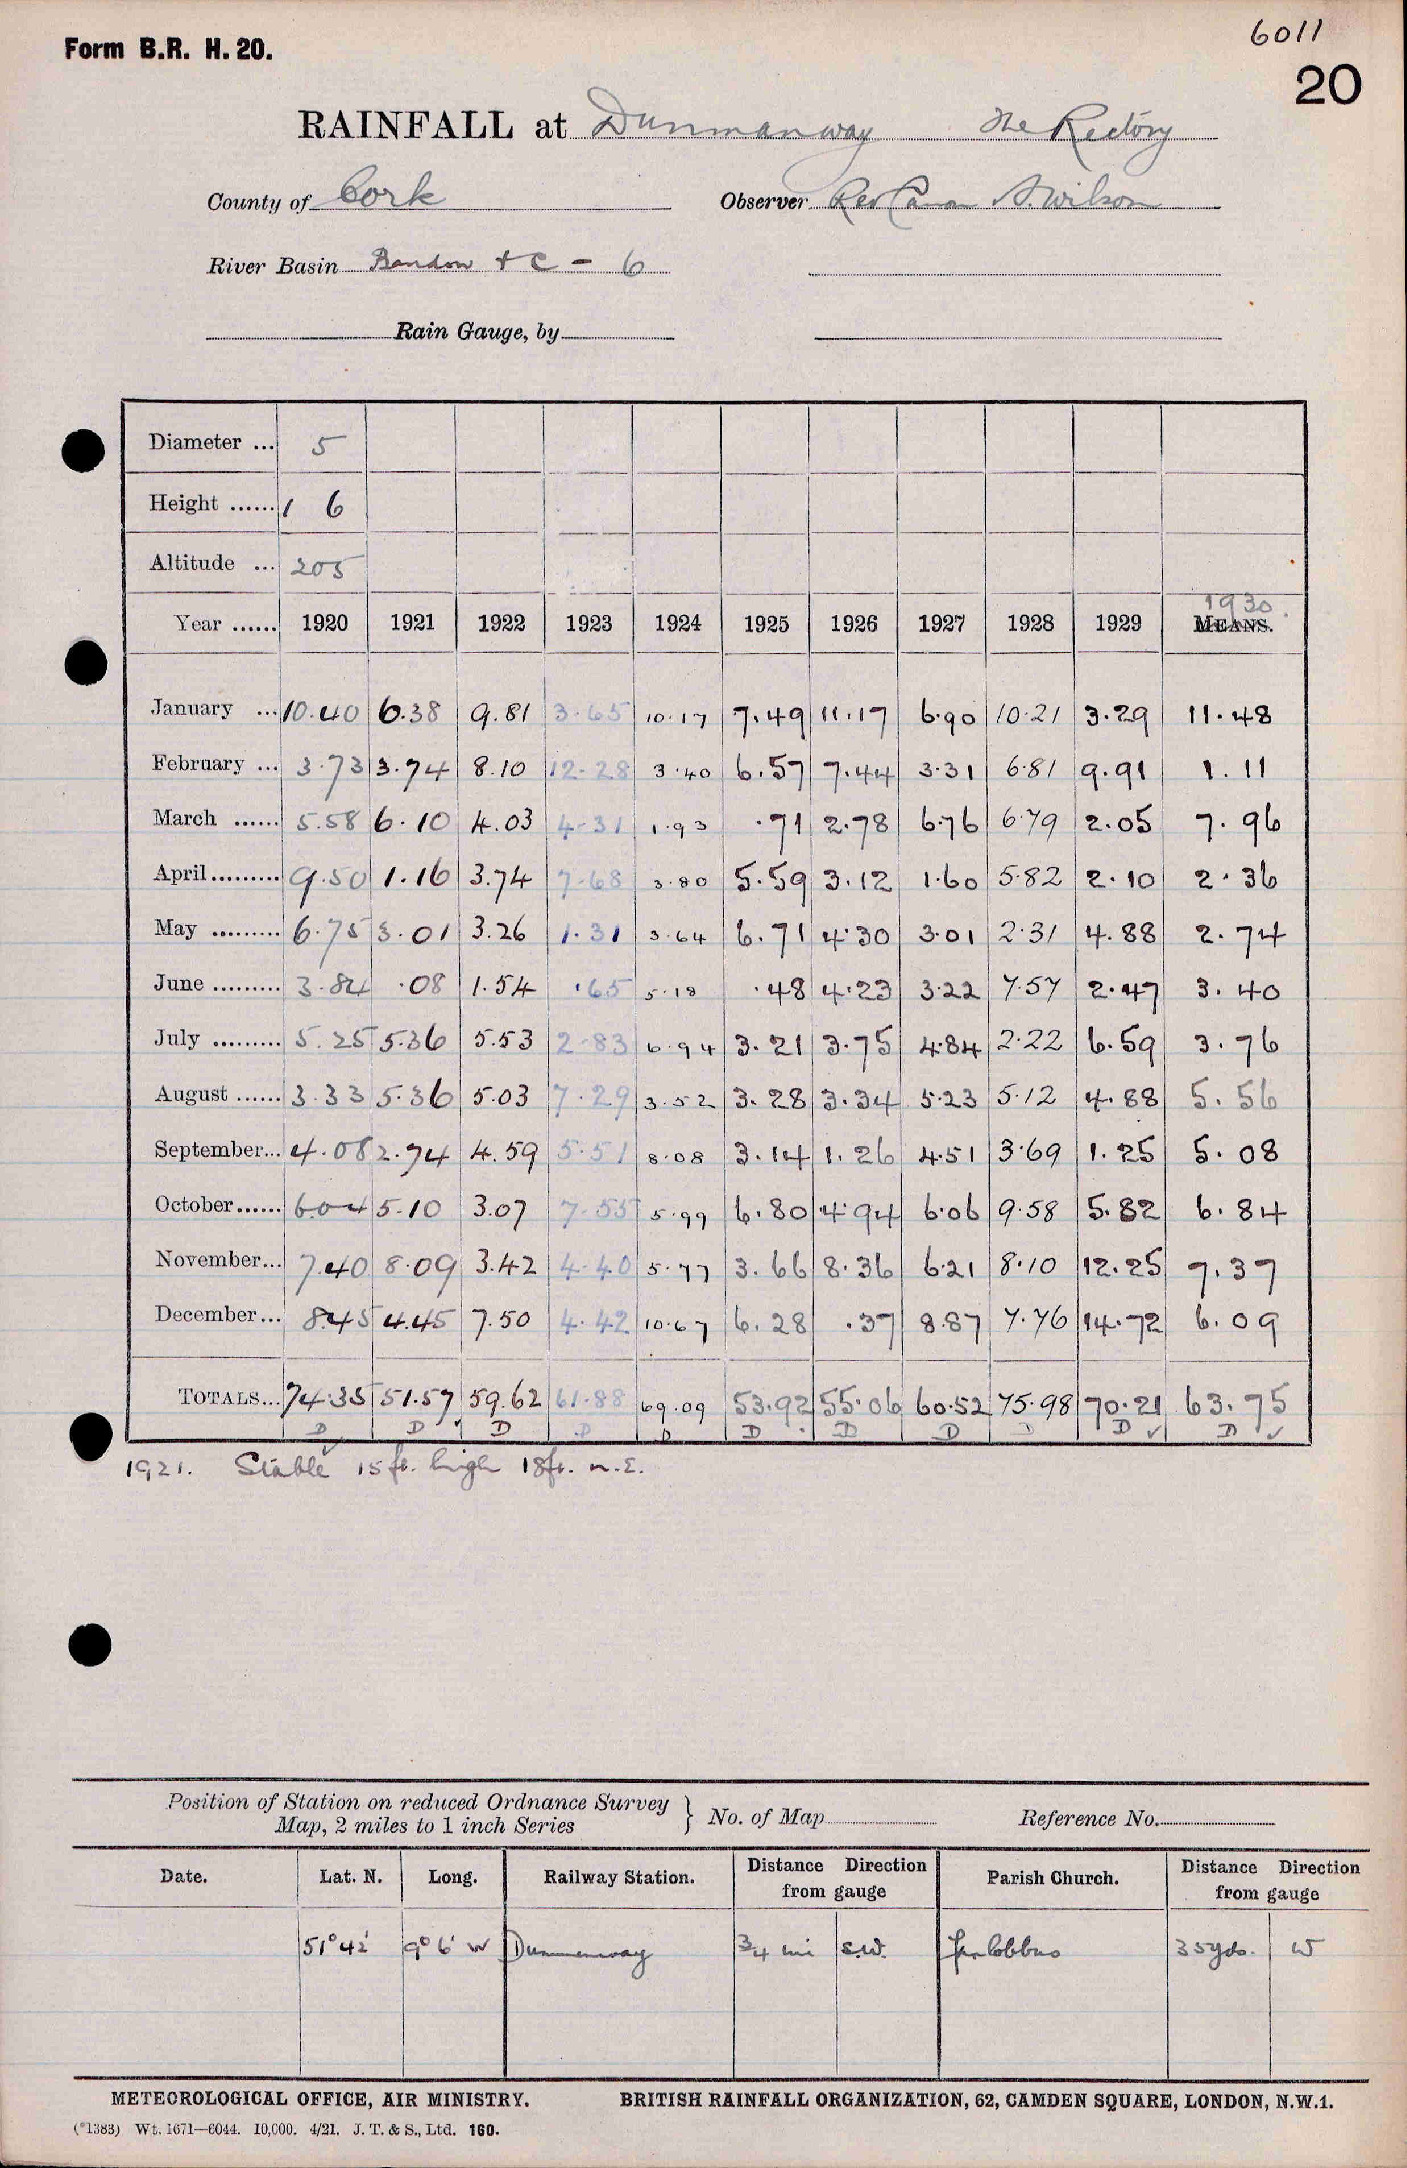 6011
Form B.R. H. 20.
20
RAINFALL at Dunmanway The Rectory
County of Cork Observer Rev Canon A. Wilson
River Basin Bandon + C - 6
Rain Gauge, by
Diameter ... 5
Height ...... 1 6
Altitude ... 205
1930.
Year ...... 1920 1921 1922 1923 1924 1925 1926 1927 1928 1929 MEANS.
January ... 10.40 6.38 9.81 3.65 10.17 7.49 11.17 6.90 10.21 3.29 11.48
February ... 3.73 3.74 8.10 12.28 3.40 6.57 7.44 3.31 6.81 9.91 1.11
March ...... 5.58 6.10 4.03 4.31 1.93 .71 2.78 6.76 6.79 2.05 7.96
April ......... 9.50 1.16 3.74 7.68 3.80 5.59 3.12 1.60 5.82 2.10 2.36
May ......... 6.75 3.01 3.26 1.31 3.64 6.71 4.30 3.01 2.31 4.88 2.74
June ......... 3.84 .08 1.54 .65 5.18 .48 4.23 3.22 7.57 2.47 3.40
July ......... 5.25 5.36 5.53 2.83 6.94 3.21 3.75 4.84 2.22 6.59 3.76
August ...... 3.33 5.36 5.03 7.29 3.52 3.28 3.34 5.23 5.12 4.88 5.56
September... 4.08 2.74 4.59 5.51 8.08 3.14 1.26 4.51 3.69 1.25 5.08
October...... 6.04 5.10 3.07 7.55 5.99 6.80 4.94 6.06 9.58 5.82 6.84
November... 7.40 8.09 3.42 4.40 5.77 3.66 8.36 6.21 8.10 12.25 7.37
December... 8.45 4.45 7.50 4.42 10.67 6.28 .37 8.87 7.76 14.72 6.09
TOTALS... 74.35 51.57 59.62 61.88 69.09 53.92 55.06 60.52 75.98 70.21 63.75
D D D D D D D D D D D
1921. Stable 15 ft. high 18 ft. N.E.
Position of Station on reduced Ordnance Survey
Map, 2 miles to 1 inch Series } No. of Map Reference No.
Date. Lat. N. Long. Railway Station. Distance Direction from gauge Parish Church. Distance Direction from gauge
51° 42' 9° 6' W Dunmanway 3/4 mi S.W. Fanlobbus 35 yds. W
METEOROLOGICAL OFFICE, AIR MINISTRY. BRITISH RAINFALL ORGANIZATION, 62, CAMDEN SQUARE, LONDON, N.W.1.
(*1383) Wt. 1671—6044. 10,000. 4/21. J. T. & S., Ltd. 160.